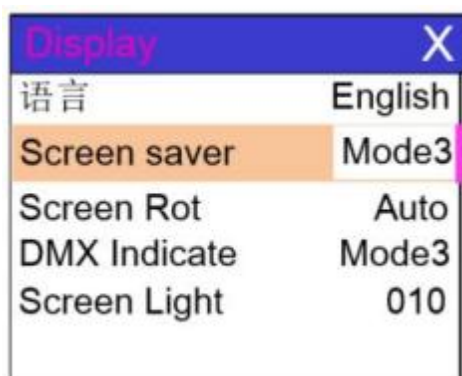 Display X
语言 English
Screen saver Mode3
Screen Rot Auto
DMX Indicate Mode3
Screen Light 010